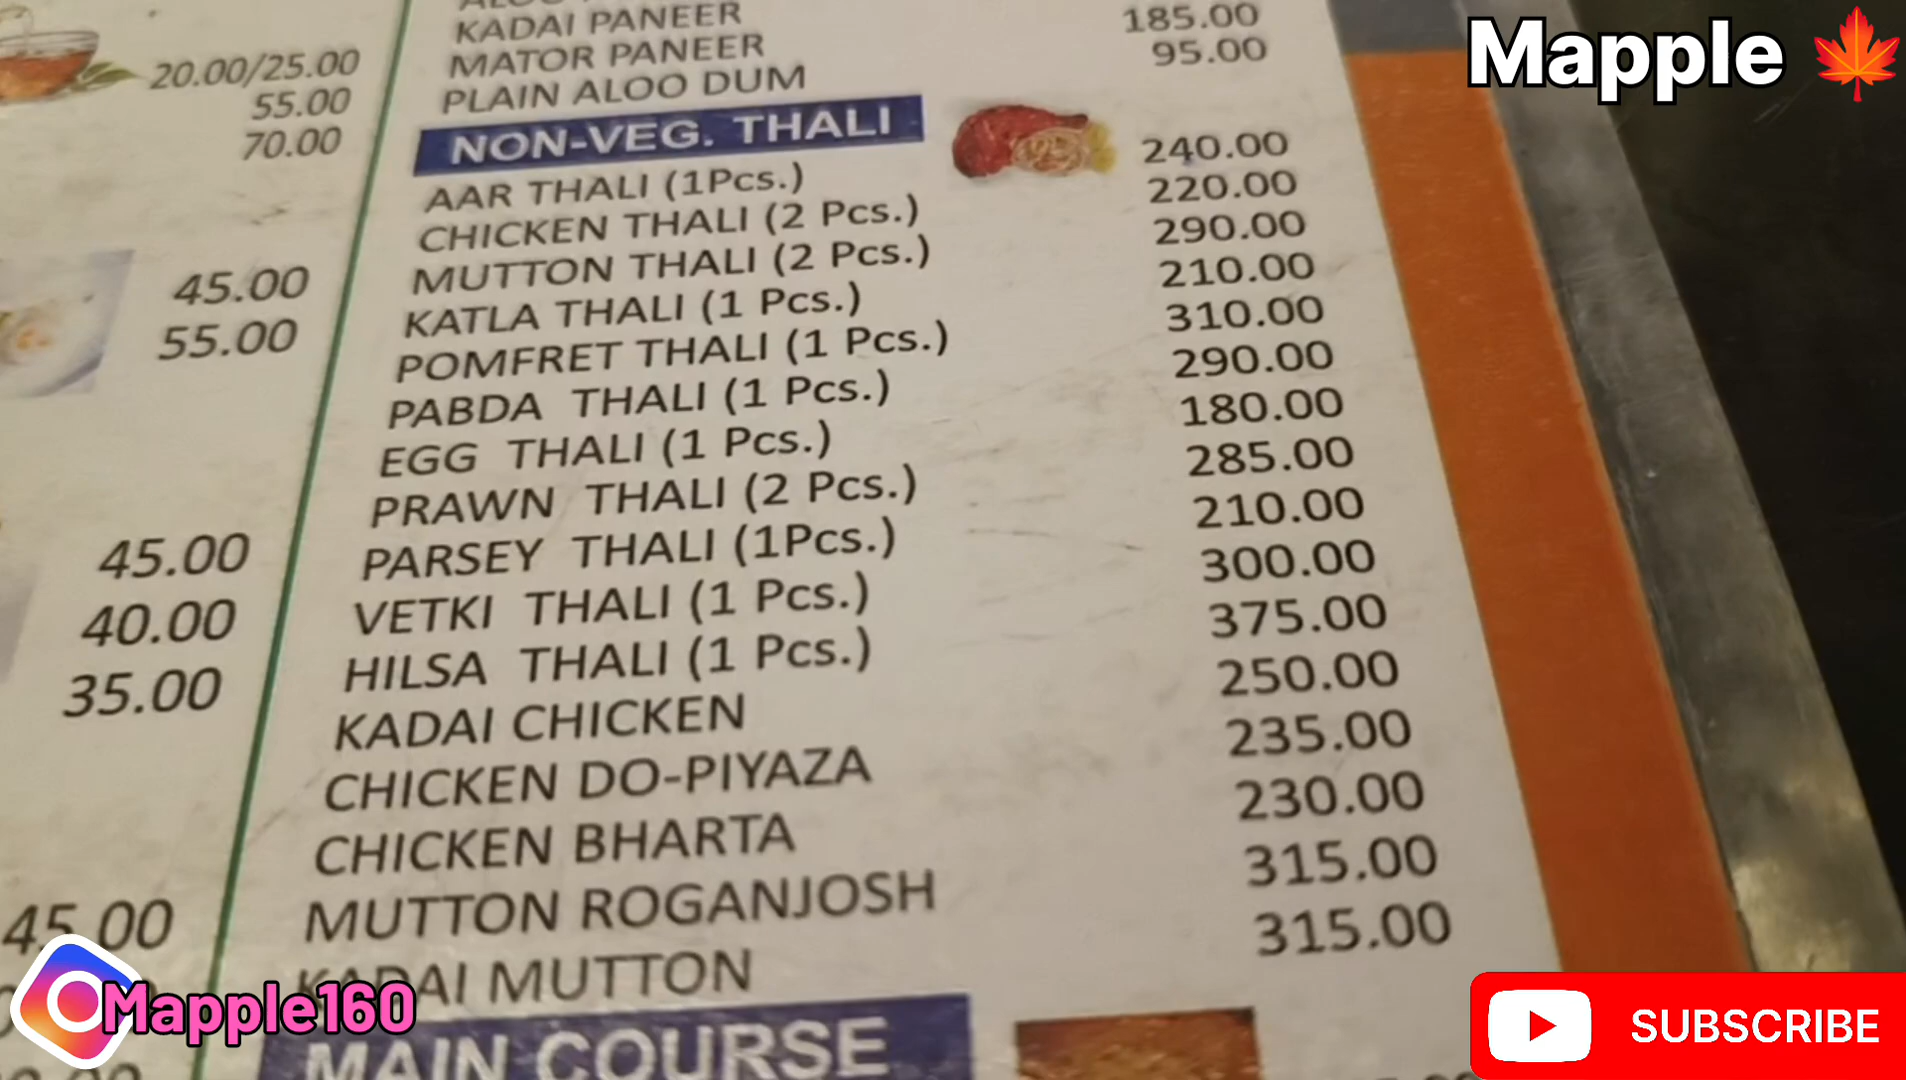 Mapple
20.00/25.00
55.00
70.00
45.00
55.00
45.00
40.00
35.00
45.00
KADAI PANEER
MATOR PANEER 185.00
PLAIN ALOO DUM 95.00
NON-VEG. THALI
AAR THALI (1Pcs.) 240.00
CHICKEN THALI (2 Pcs.) 220.00
MUTTON THALI (2 Pcs.) 290.00
KATLA THALI (1 Pcs.) 210.00
POMFRET THALI (1 Pcs.) 310.00
PABDA THALI (1 Pcs.) 290.00
EGG THALI (1 Pcs.) 180.00
PRAWN THALI (2 Pcs.) 285.00
PARSEY THALI (1Pcs.) 210.00
VETKI THALI (1 Pcs.) 300.00
HILSA THALI (1 Pcs.) 375.00
KADAI CHICKEN 250.00
CHICKEN DO-PIYAZA 235.00
CHICKEN BHARTA 230.00
MUTTON ROGANJOSH 315.00
KADAI MUTTON 315.00
MAIN COURSE
Mapple160
SUBSCRIBE